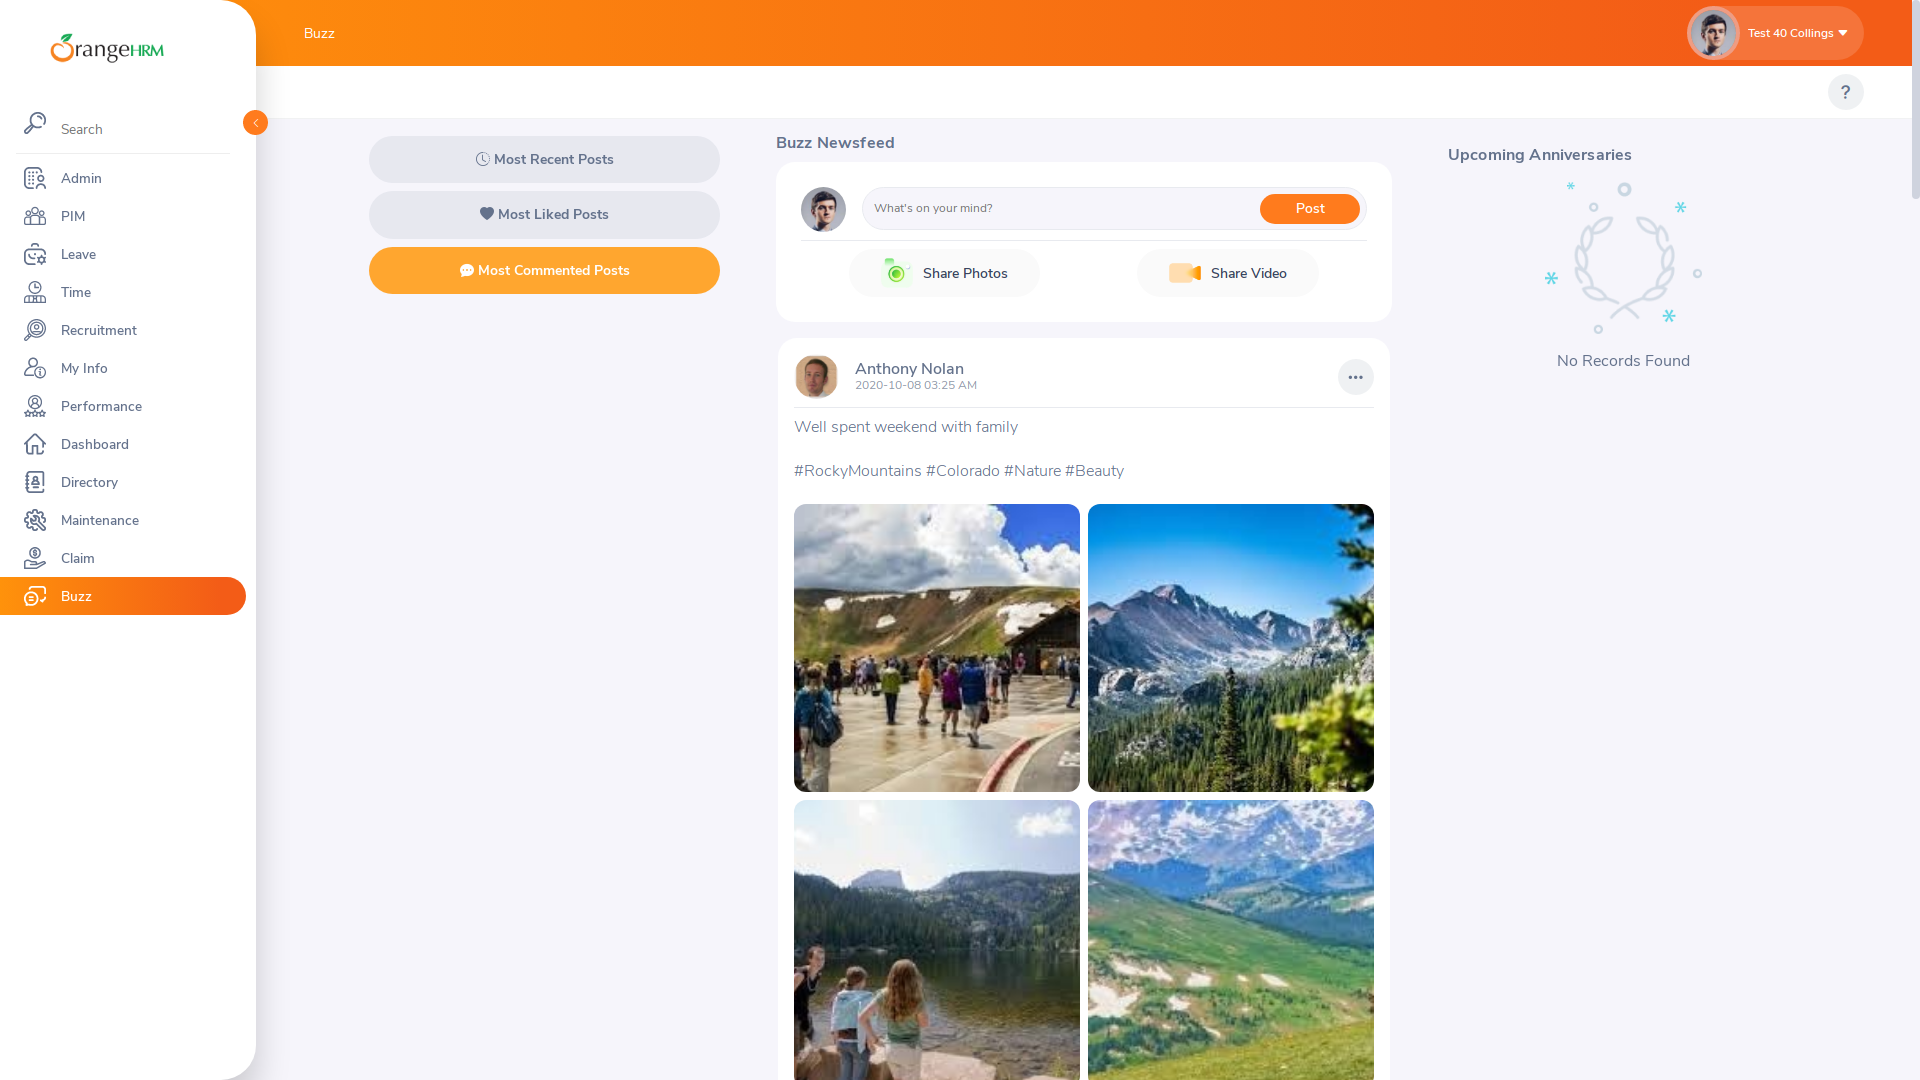 OrangeHRM
Search
Admin
PIM
Leave
Time
Recruitment
My Info
Performance
Dashboard
Directory
Maintenance
Claim
Buzz
Buzz
Test 40 Collings
?
Most Recent Posts
Most Liked Posts
Most Commented Posts
Buzz Newsfeed
What's on your mind?
Post
Share Photos
Share Video
Anthony Nolan
2020-10-08 03:25 AM
Well spent weekend with family
#RockyMountains #Colorado #Nature #Beauty
Upcoming Anniversaries
No Records Found